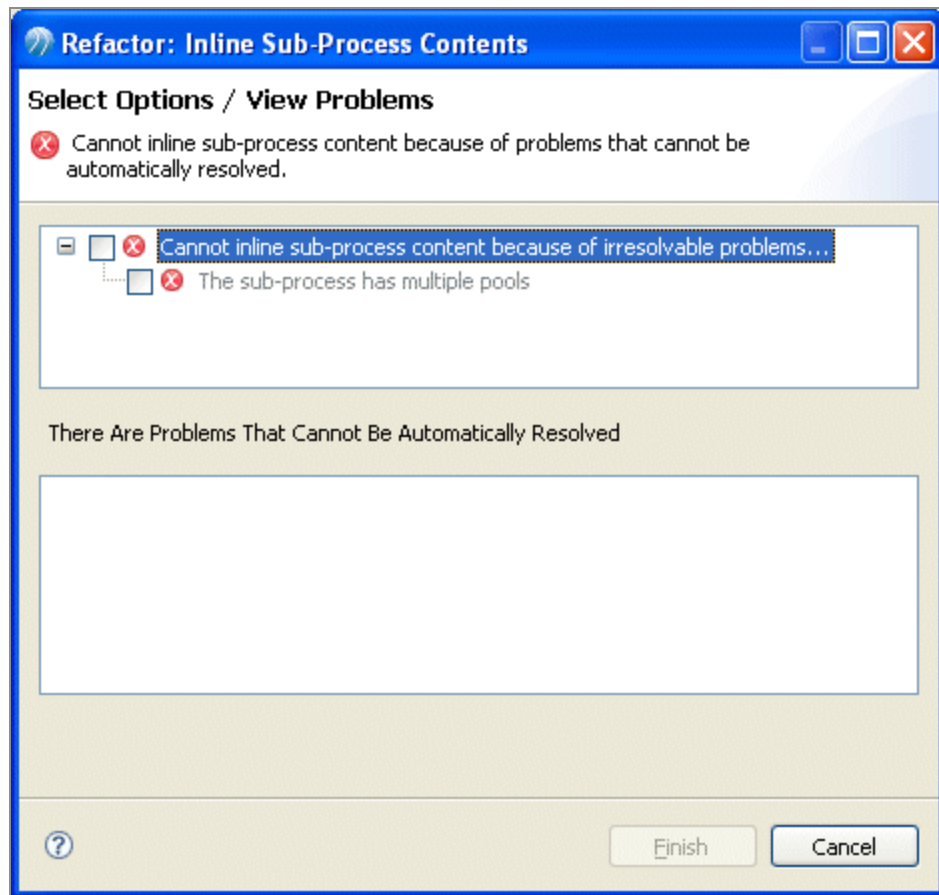 Refactor: Inline Sub-Process Contents
Select Options / View Problems
Cannot inline sub-process content because of problems that cannot be
automatically resolved.
Cannot inline sub-process content because of irresolvable problems...
The sub-process has multiple pools
There Are Problems That Cannot Be Automatically Resolved
Finish Cancel